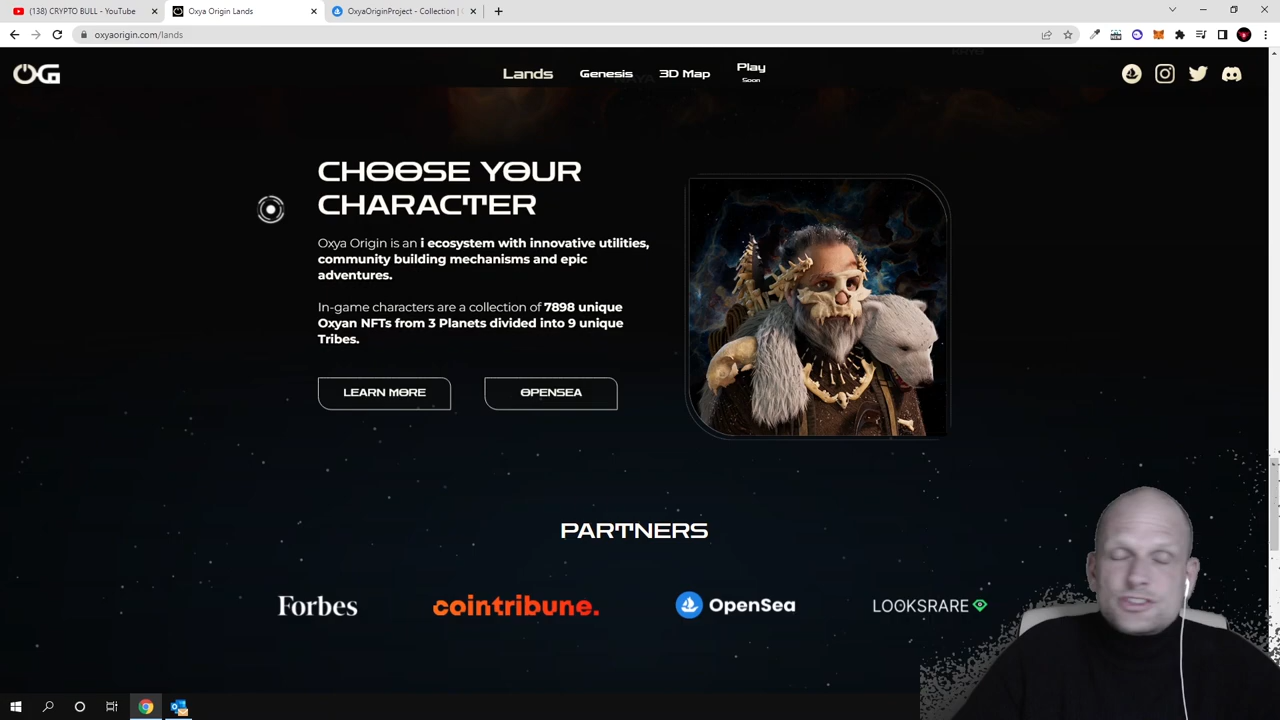 (138) CRYPTO BULL - YouTube
Oxya Origin Lands
OxyaOriginProject - Collection | O
oxyaorigin.com/lands
OG
Lands
Genesis
3D Map
Play
Soon
CHOOSE YOUR
CHARACTER
Oxya Origin is an i ecosystem with innovative utilities,
community building mechanisms and epic
adventures.
In-game characters are a collection of 7898 unique
Oxyan NFTs from 3 Planets divided into 9 unique
Tribes.
LEARN MORE
OPENSEA
PARTNERS
Forbes
cointribune.
OpenSea
LOOKSRARE